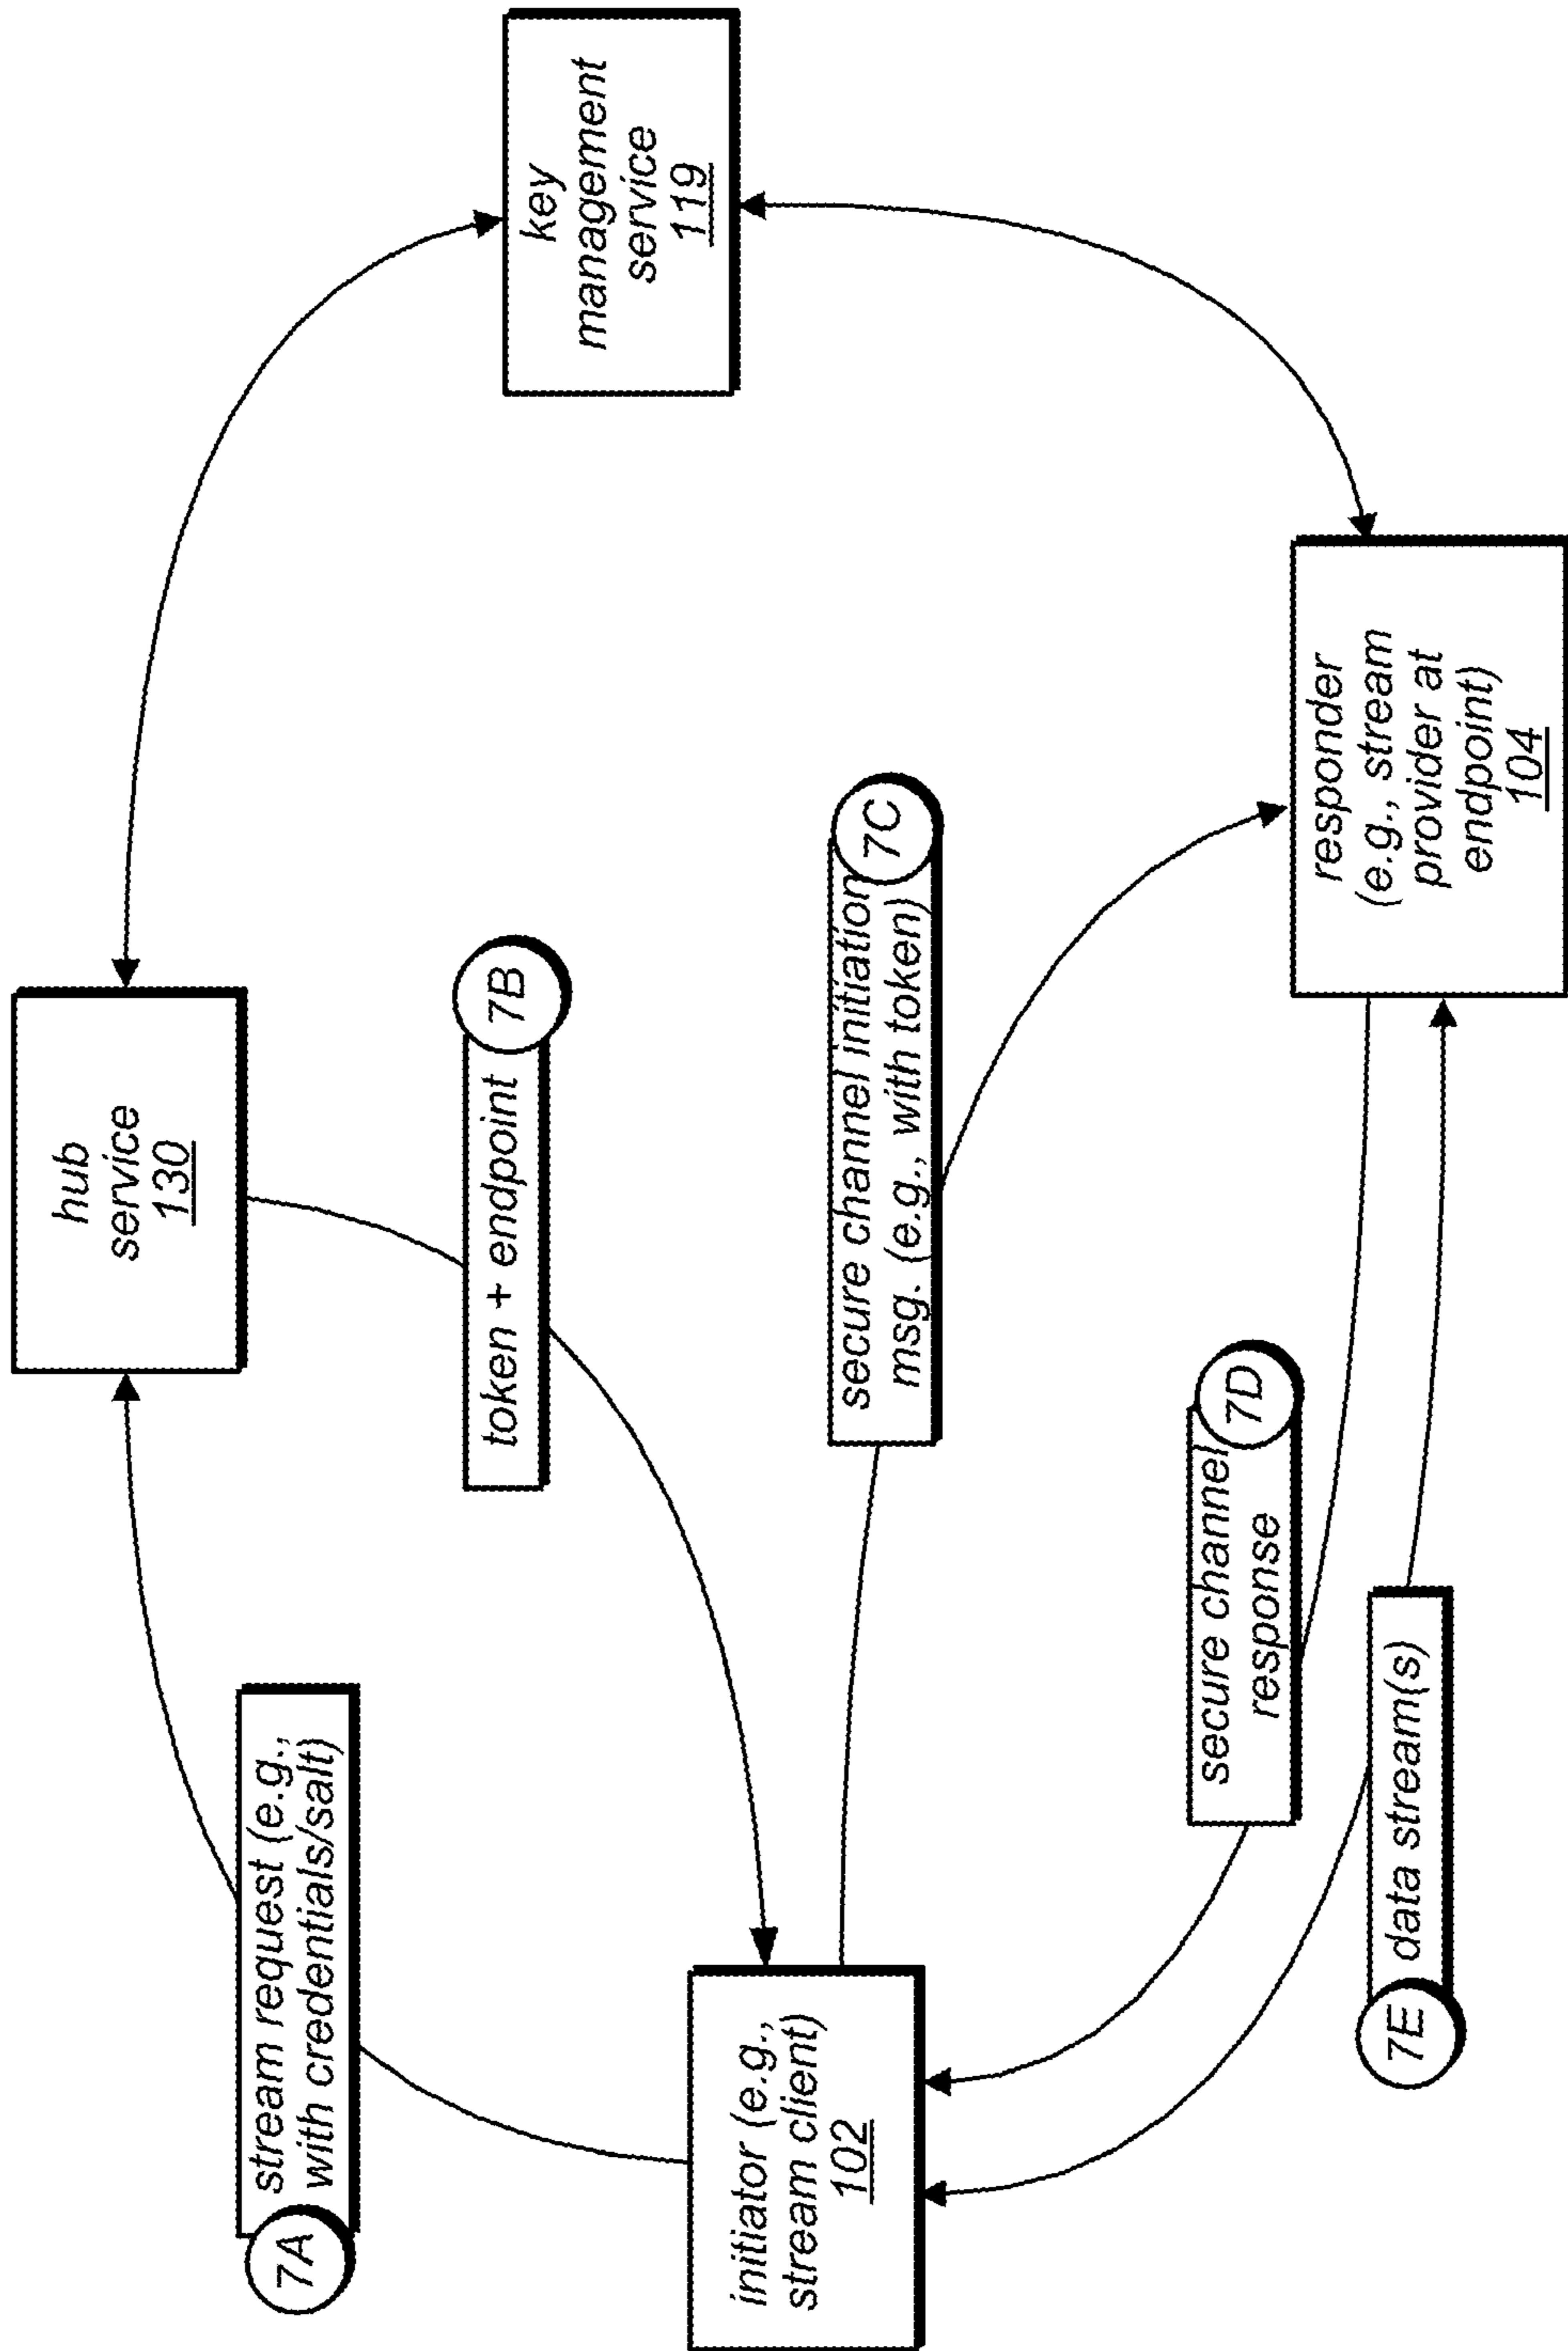 hub
service
130
key
management
service
119
7A
stream request (e.g.,
with credentials/salt)
token + endpoint
7B
initiator (e.g.,
stream client)
102
secure channel initiation
msg. (e.g., with token)
7C
secure channel
response
7D
7E
data stream(s)
responder
(e.g., stream
provider at
endpoint)
104